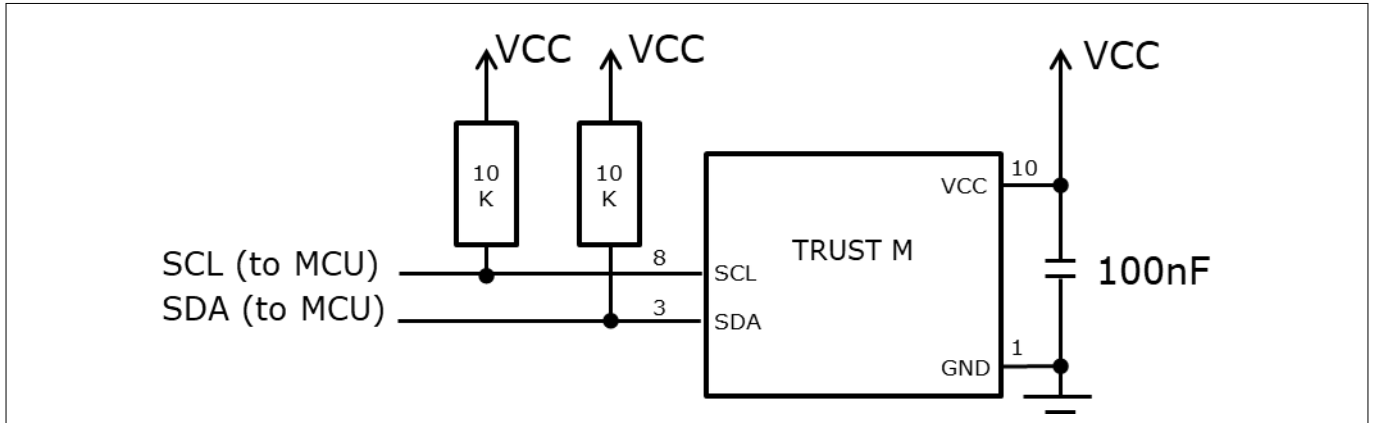 VCC
VCC
VCC
10
K
10
K
10
VCC
TRUST M
SCL (to MCU)
8
SCL
100nF
SDA (to MCU)
3
SDA
1
GND